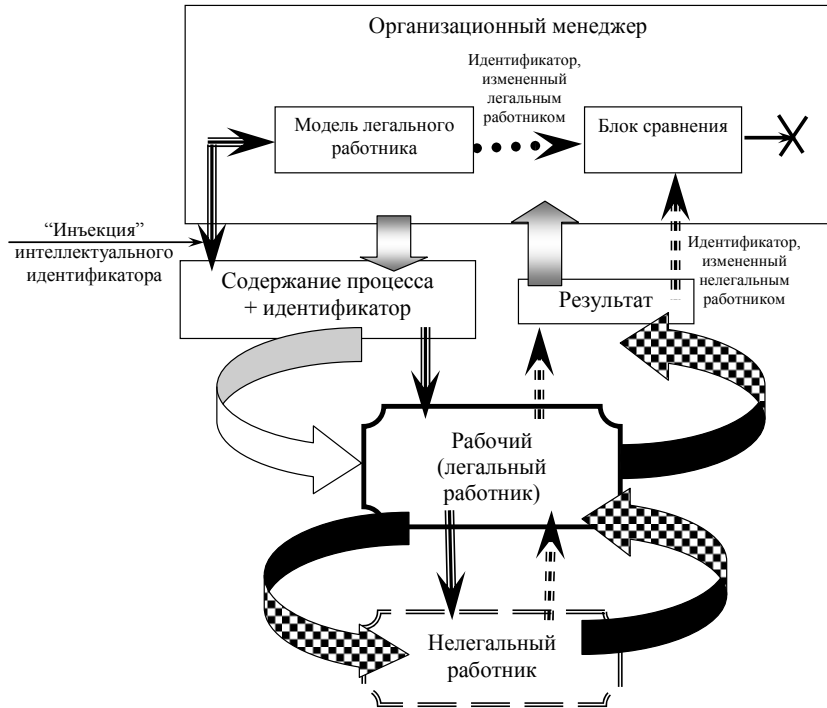 Организационный менеджер
Идентификатор,
измененный
легальным
работником
Модель легального
работника
Блок сравнения
“Инъекция”
интеллектуального
идентификатора
Идентификатор,
измененный
нелегальным
работником
Содержание процесса
+ идентификатор
Результат
Рабочий
(легальный
работник)
Нелегальный
работник